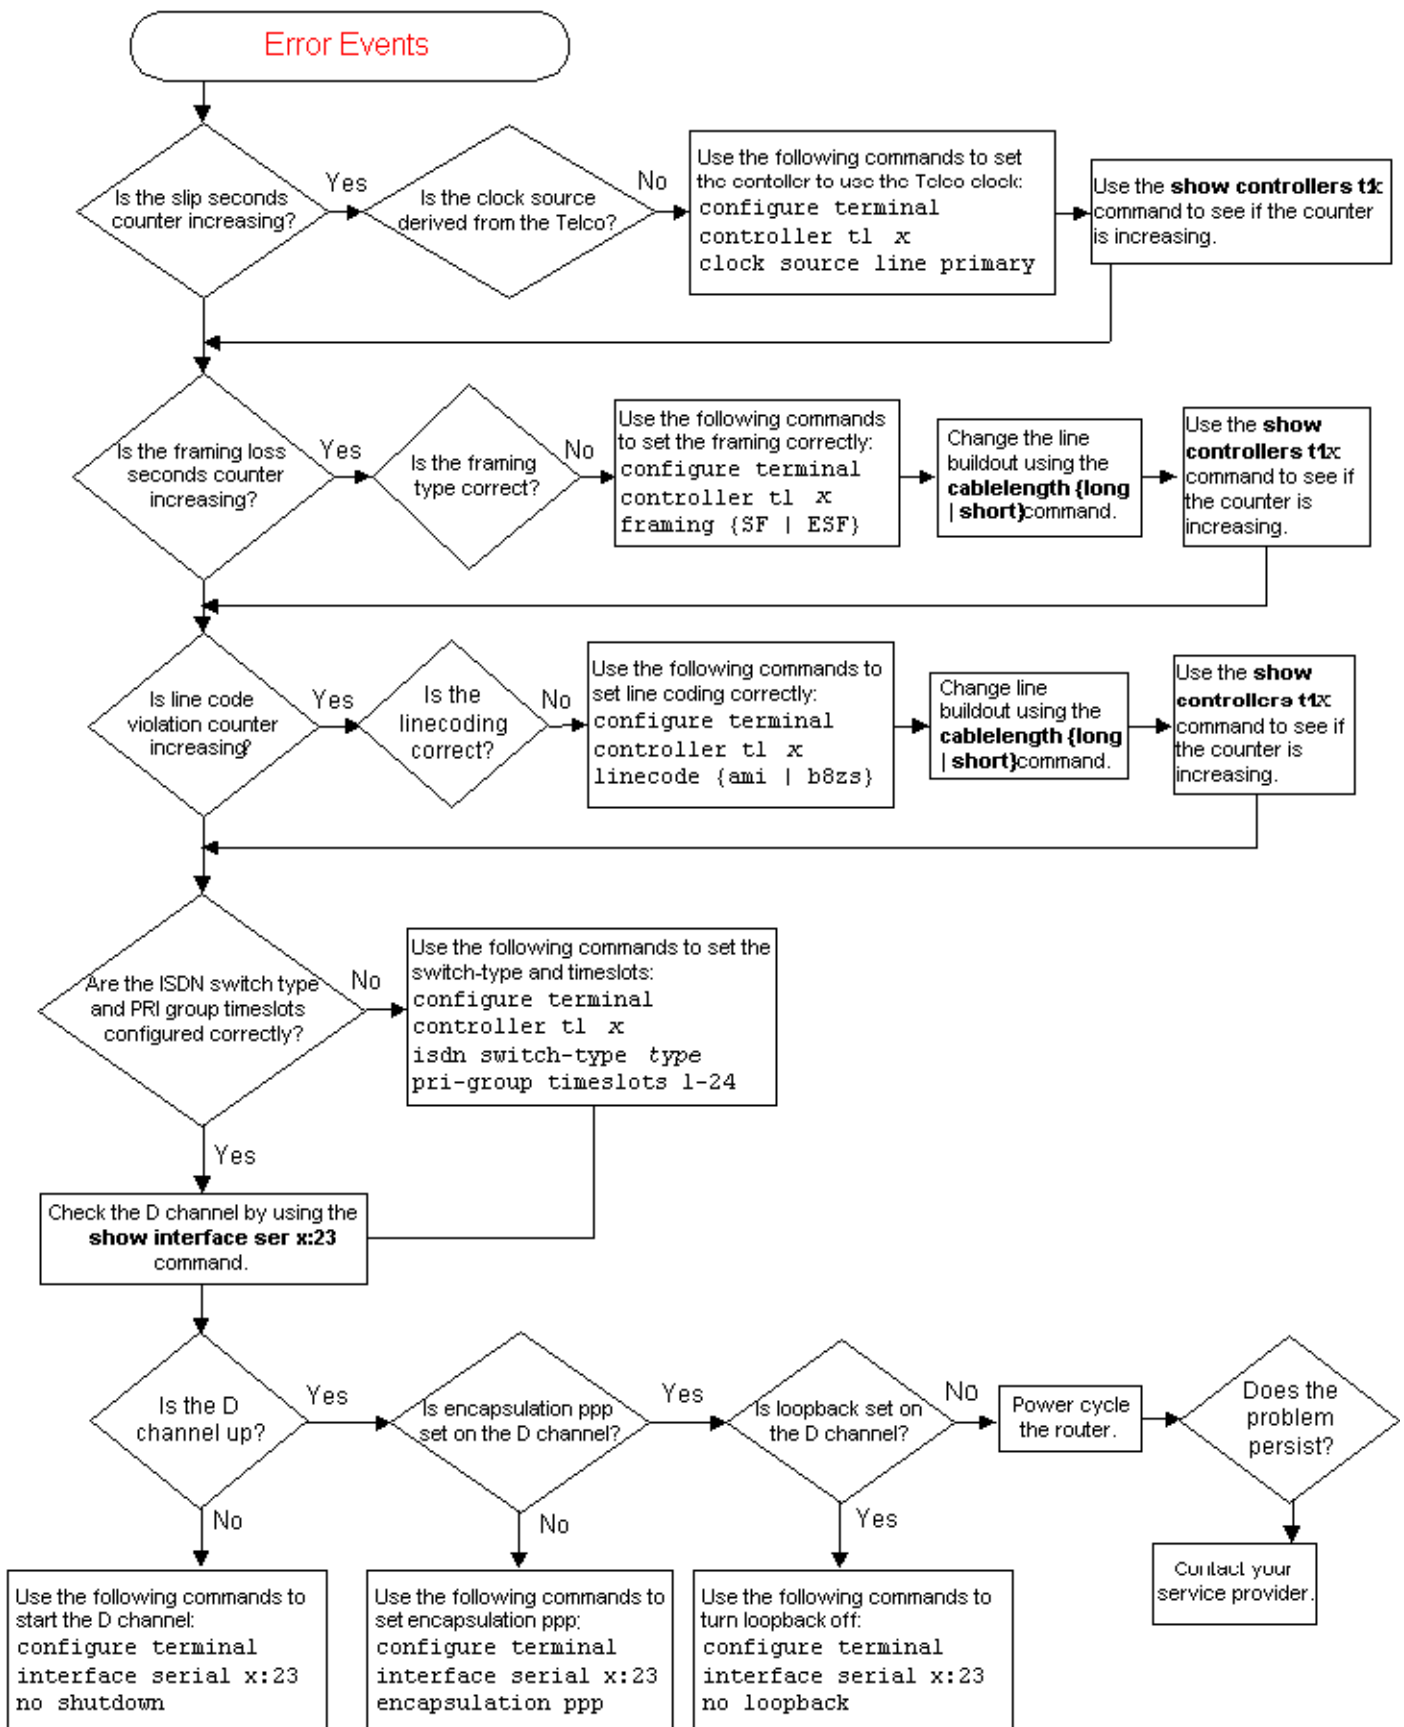 Error Events
Is the slip seconds
counter increasing?
Yes
Is the clock source
derived from the Telco?
No
Use the following commands to set
the contoller to use the Telco clock:
configure terminal
controller tl x
clock source line primary
Use the show controllers t1x
command to see if the counter
is increasing.
Is the framing loss
seconds counter
increasing?
Yes
Is the framing
type correct?
No
Use the following commands
to set the framing correctly:
configure terminal
controller tl x
framing {SF | ESF}
Change the line
buildout using the
cablelength {long
| short}command.
Use the show
controllers t1x
command to see if
the counter is
increasing.
Is line code
violation counter
increasing?
Yes
Is the
linecoding
correct?
No
Use the following commands to
set line coding correctly:
configure terminal
controller tl x
linecode {ami | b8zs}
Change line
buildout using the
cablelength {long
| short}command.
Use the show
controllers t1x
command to see if
the counter is
increasing.
Are the ISDN switch type
and PRI group timeslots
configured correctly?
No
Use the following commands to set the
switch-type and timeslots:
configure terminal
controller tl x
isdn switch-type type
pri-group timeslots 1-24
Yes
Check the D channel by using the
show interface ser x:23
command.
Is the D
channel up?
Yes
Is encapsulation ppp
set on the D channel?
Yes
Is loopback set on
the D channel?
No
Power cycle
the router.
Does the
problem
persist?
No
No
Yes
Use the following commands to
start the D channel:
configure terminal
interface serial x:23
no shutdown
Use the following commands to
set encapsulation ppp:
configure terminal
interface serial x:23
encapsulation ppp
Use the following commands to
turn loopback off:
configure terminal
interface serial x:23
no loopback
Contact your
service provider.